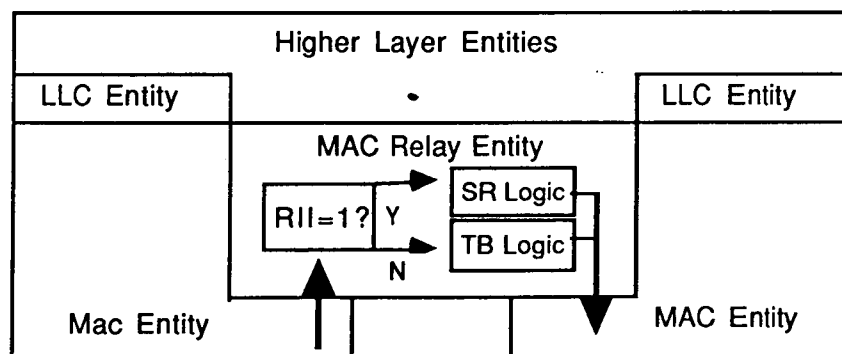 Higher Layer Entities
LLC Entity
LLC Entity
MAC Relay Entity
RII=1?
Y
SR Logic
TB Logic
N
Mac Entity
MAC Entity